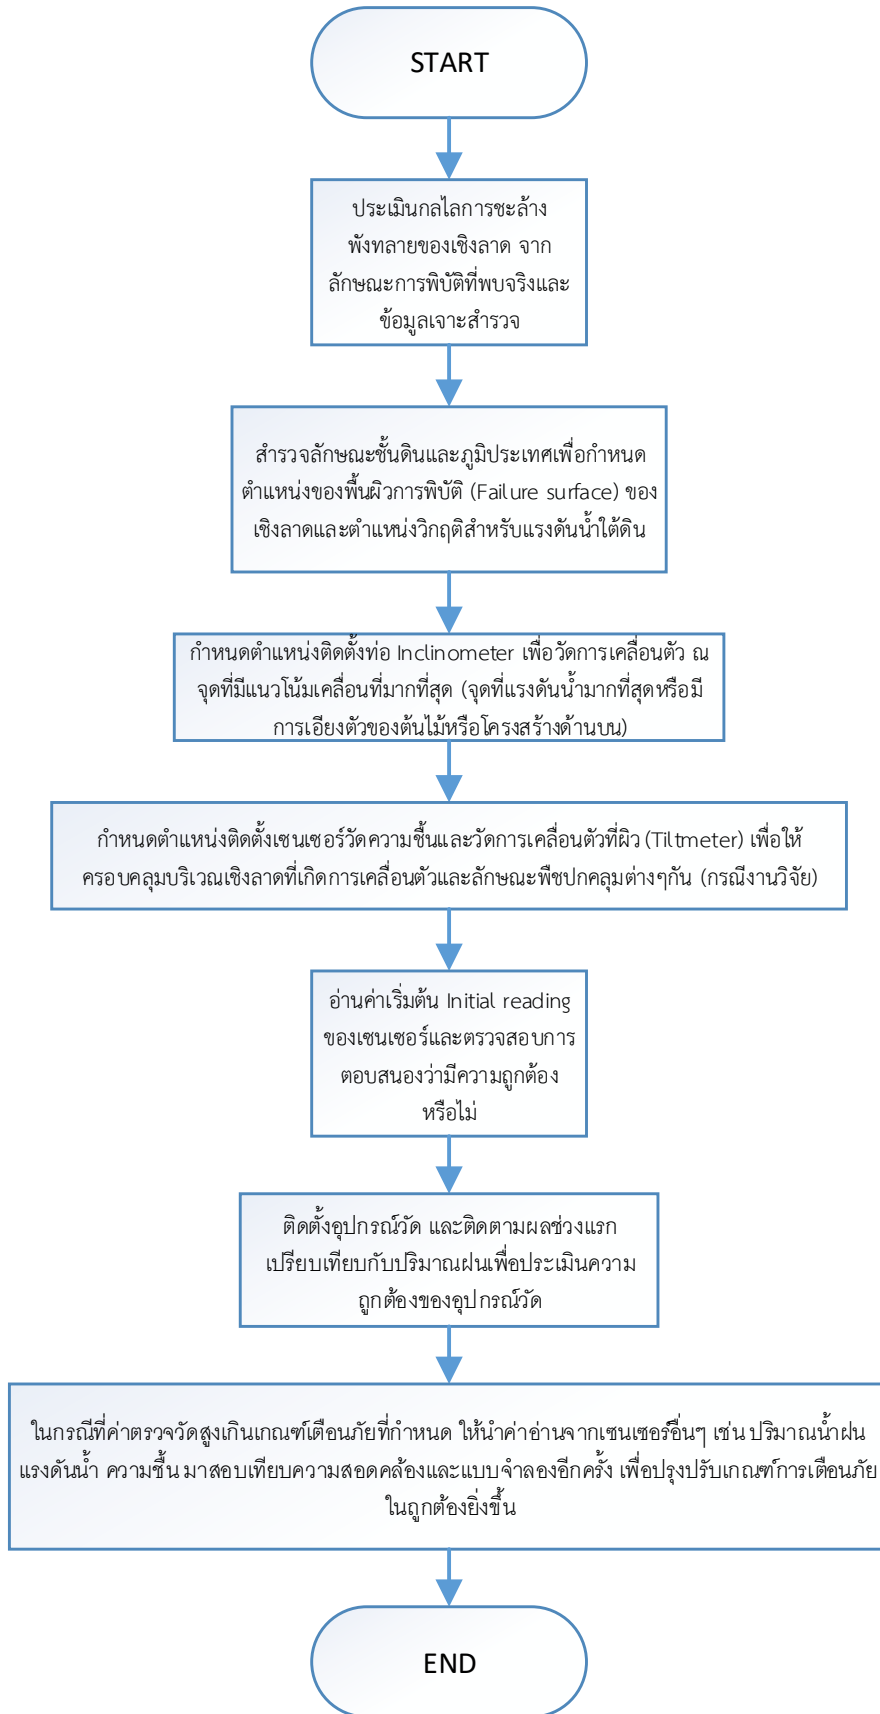 START
ประเมินกลไลการชะล้าง
พังทลายของเชิงลาด จาก
ลักษณะการพิบัติที่พบจริงและ
ข้อมูลเจาะสำรวจ
สำรวจลักษณะชั้นดินและภูมิประเทศเพื่อกำหนด
ตำแหน่งของพื้นผิวการพิบัติ (Failure surface) ของ
เชิงลาดและตำแหน่งวิกฤติสำหรับแรงดันน้ำใต้ดิน
กำหนดตำแหน่งติดตั้งท่อ Inclinometer เพื่อวัดการเคลื่อนตัว ณ
จุดที่มีแนวโน้มเคลื่อนที่มากที่สุด (จุดที่แรงดันน้ำมากที่สุดหรือมี
การเอียงตัวของต้นไม้หรือโครงสร้างด้านบน)
กำหนดตำแหน่งติดตั้งเซนเซอร์วัดความชื้นและวัดการเคลื่อนตัวที่ผิว (Tiltmeter) เพื่อให้
ครอบคลุมบริเวณเชิงลาดที่เกิดการเคลื่อนตัวและลักษณะพืชปกคลุมต่างๆกัน (กรณีงานวิจัย)
อ่านค่าเริ่มต้น Initial reading
ของเซนเซอร์และตรวจสอบการ
ตอบสนองว่ามีความถูกต้อง
หรือไม่
ติดตั้งอุปกรณ์วัด และติดตามผลช่วงแรก
เปรียบเทียบกับปริมาณฝนเพื่อประเมินความ
ถูกต้องของอุปกรณ์วัด
ในกรณีที่ค่าตรวจวัดสูงเกินเกณฑ์เตือนภัยที่กำหนด ให้นำค่าอ่านจากเซนเซอร์อื่นๆ เช่น ปริมาณน้ำฝน
แรงดันน้ำ ความชื้น มาสอบเทียบความสอดคล้องและแบบจำลองอีกครั้ง เพื่อปรุงปรับเกณฑ์การเตือนภัย
ในถูกต้องยิ่งขึ้น
END